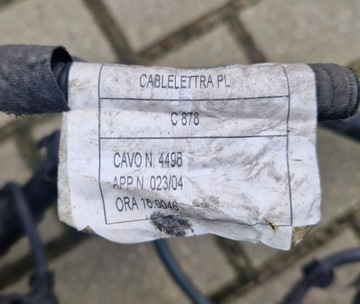 CABLELETTRA PL
C 878
CAVO N. 4496
APP N. 023/04
ORA 16.0046